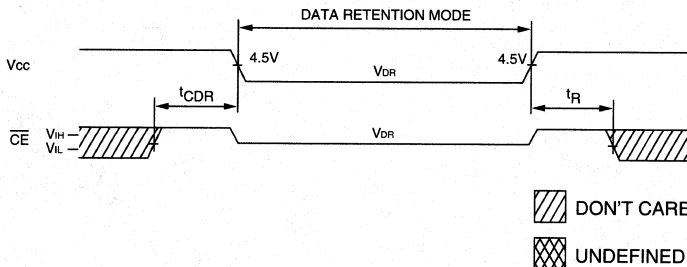 DATA RETENTION MODE
4.5V
4.5V
Vcc
VDR
tCDR
tR
CE
VIH
VIL
VDR
DON'T CARE
UNDEFINED